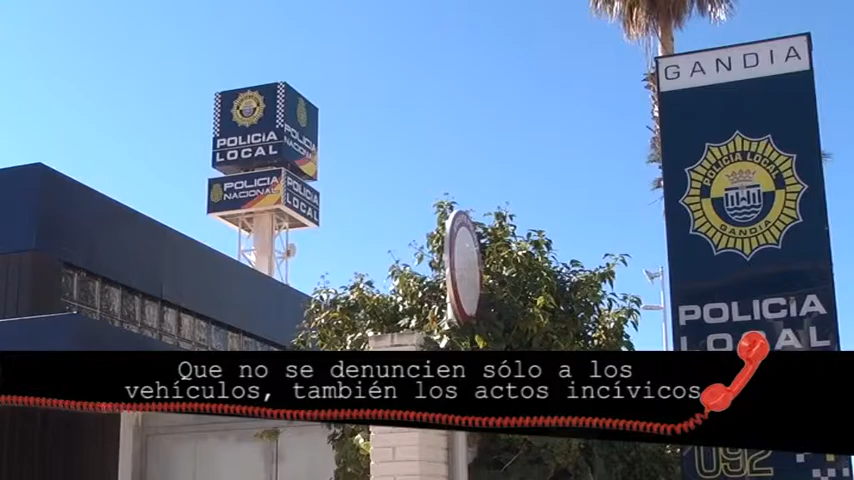 GANDIA
POLICIA LOCAL
GANDIA
POLICIA
LOCAL
092
POLICIA
LOCAL
POLICIA
NACIONAL
POLICIA
NACIONAL
POLICIA
LOCAL
Que no se denuncien sólo a los
vehículos, también los actos incívicos